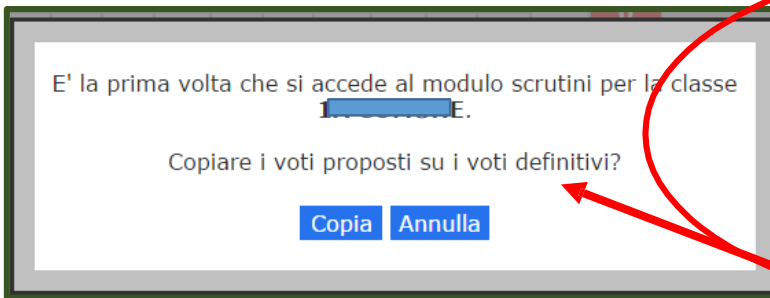 E' la prima volta che si accede al modulo scrutini per la classe
E.
Copiare i voti proposti su i voti definitivi?
Copia Annulla